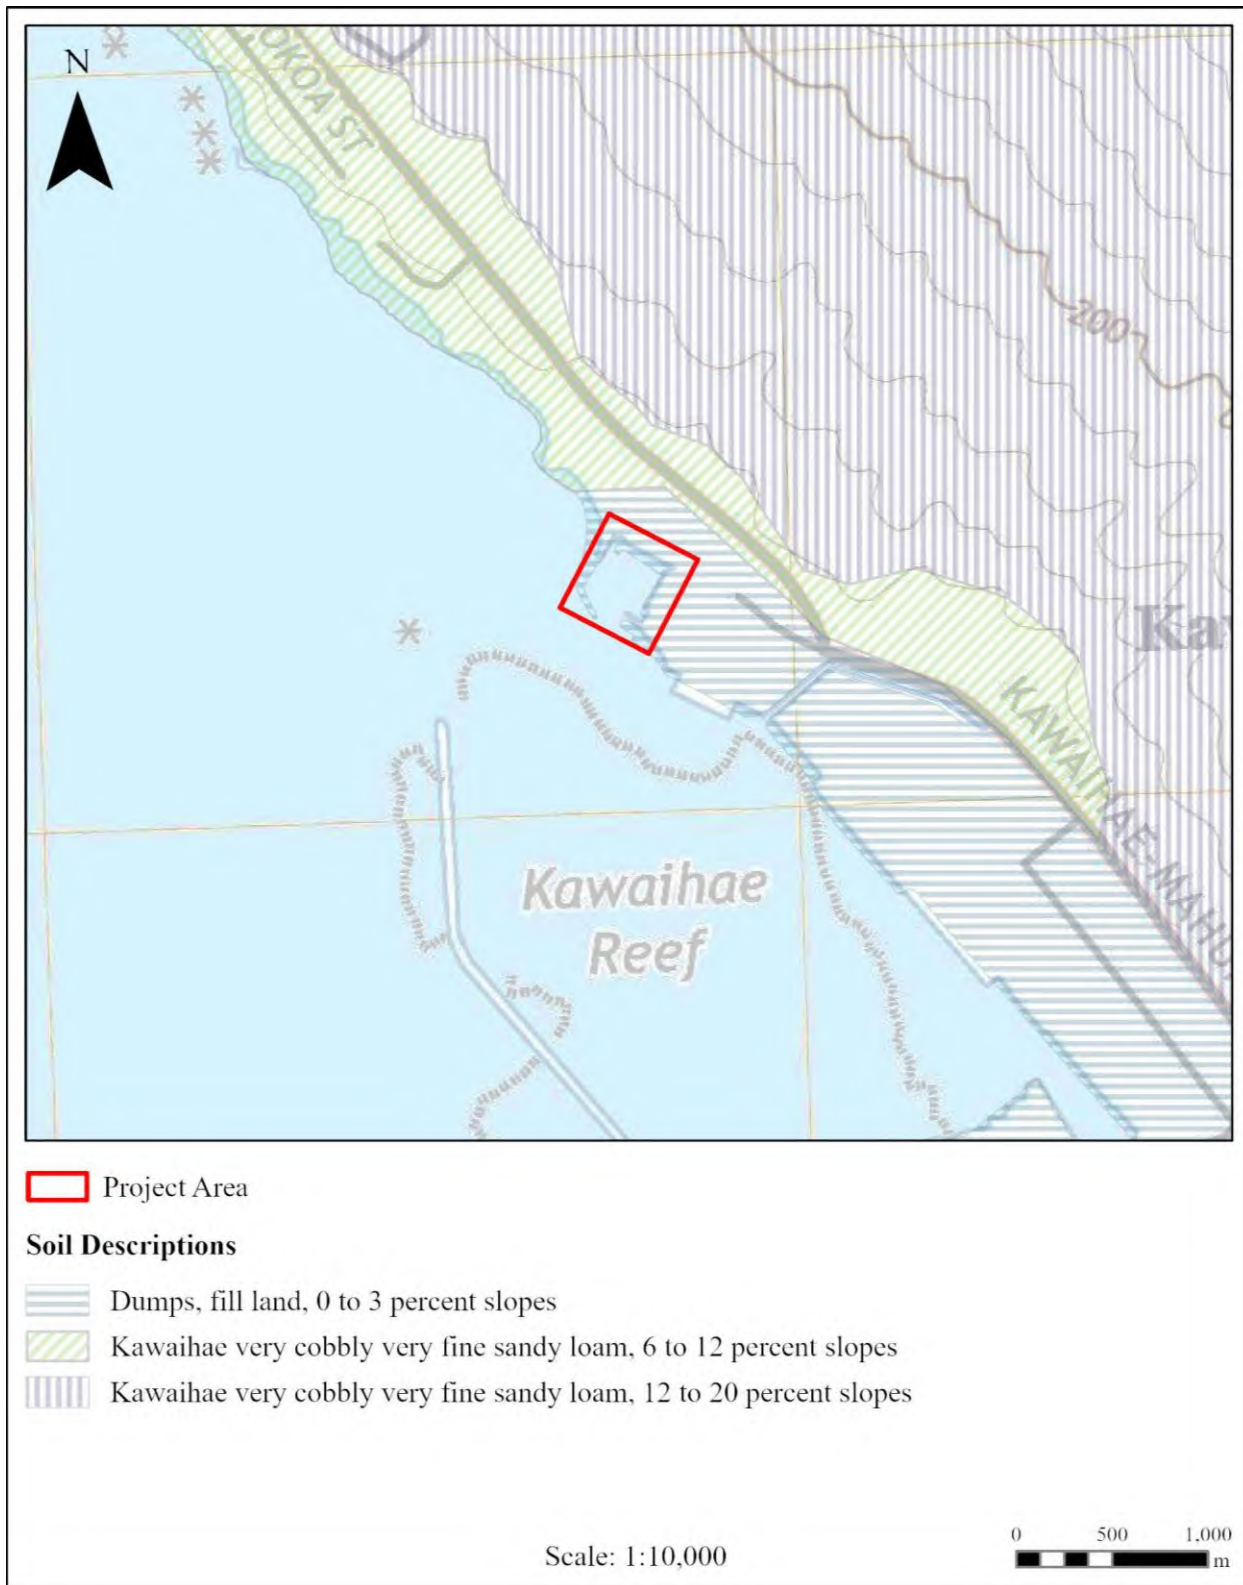 N
OKOA ST
200
Ka
KAWAIHAE-MAHU
Kawaihae
Reef
Project Area
Soil Descriptions
Dumps, fill land, 0 to 3 percent slopes
Kawaihae very cobbly very fine sandy loam, 6 to 12 percent slopes
Kawaihae very cobbly very fine sandy loam, 12 to 20 percent slopes
Scale: 1:10,000
0 500 1,000
m